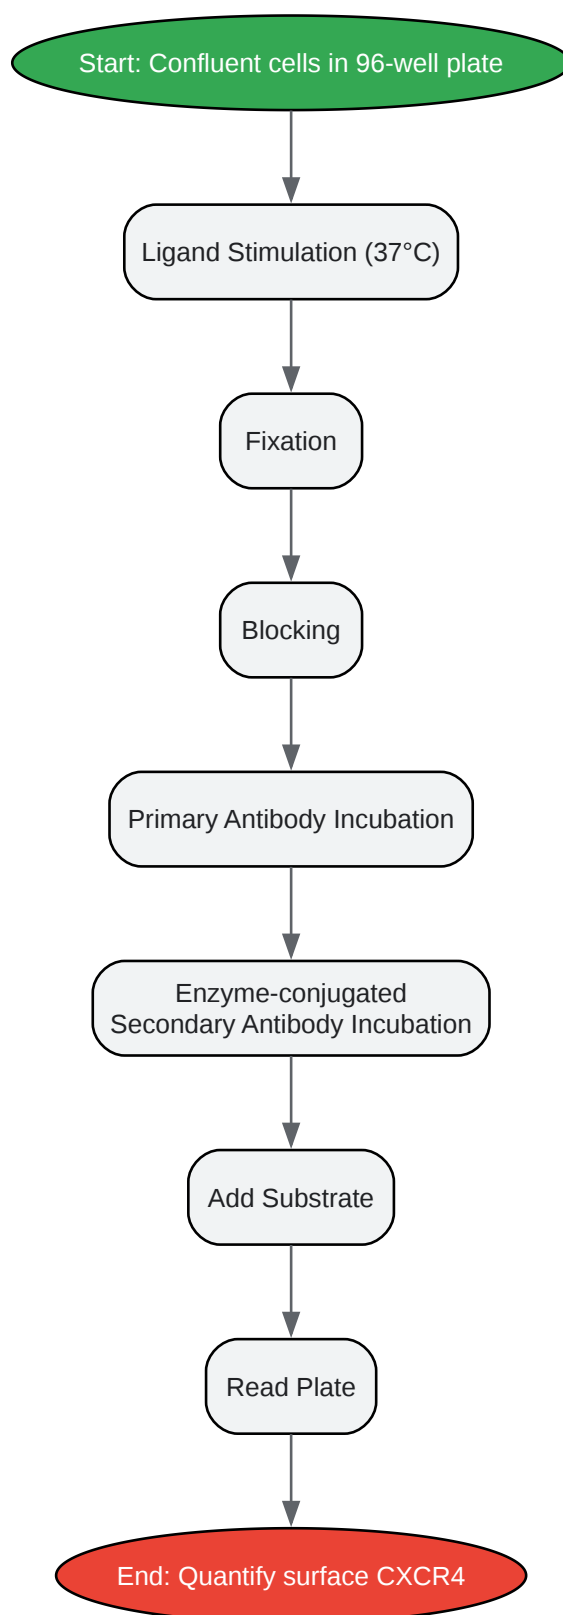 Start: Confluent cells in 96-well plate
Ligand Stimulation (37°C)
Fixation
Blocking
Primary Antibody Incubation
Enzyme-conjugated
Secondary Antibody Incubation
Add Substrate
Read Plate
End: Quantify surface CXCR4